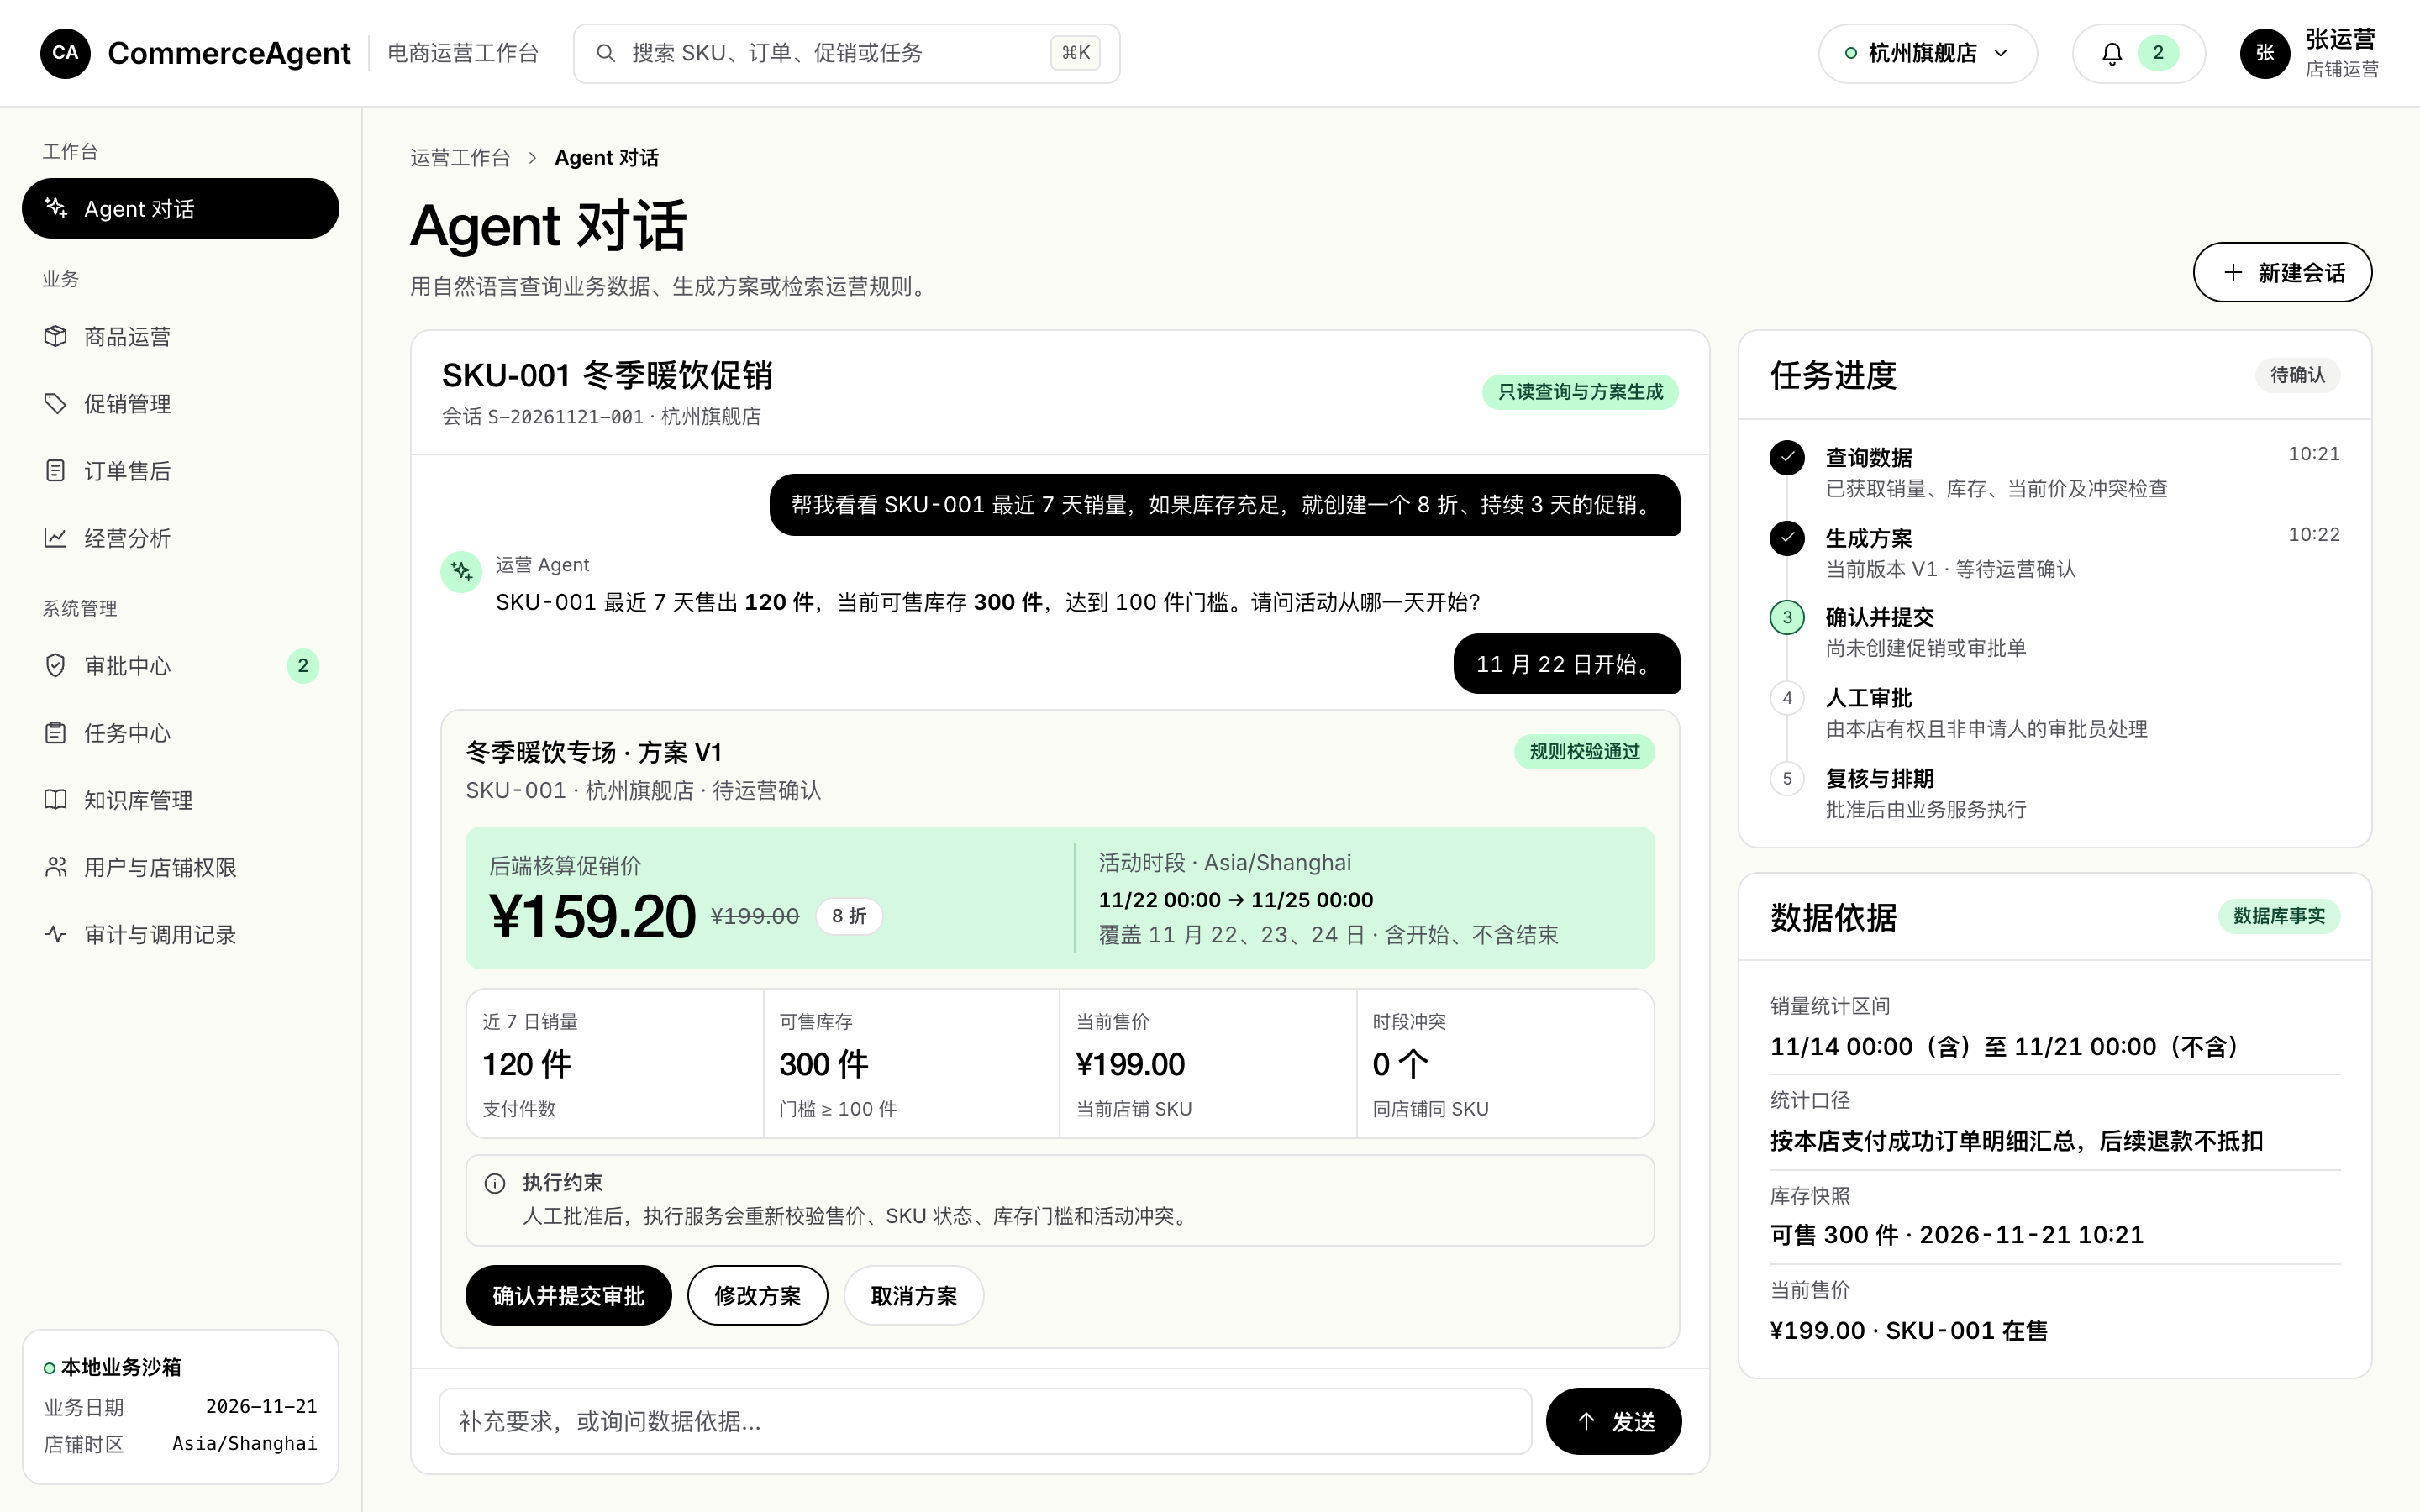 CA CommerceAgent 电商运营工作台 搜索 SKU、订单、促销或任务 ⌘K 杭州旗舰店 2 张 张运营
店铺运营
工作台
Agent 对话
业务
商品运营
促销管理
订单售后
经营分析
系统管理
审批中心 2
任务中心
知识库管理
用户与店铺权限
审计与调用记录
本地业务沙箱
业务日期 2026-11-21
店铺时区 Asia/Shanghai
运营工作台 > Agent 对话
Agent 对话
用自然语言查询业务数据、生成方案或检索运营规则。
+ 新建会话
SKU-001 冬季暖饮促销
会话 S-20261121-001 · 杭州旗舰店
只读查询与方案生成
帮我看看 SKU-001 最近 7 天销量，如果库存充足，就创建一个 8 折、持续 3 天的促销。
运营 Agent
SKU-001 最近 7 天售出 120 件，当前可售库存 300 件，达到 100 件门槛。请问活动从哪一天开始？
11 月 22 日开始。
冬季暖饮专场 · 方案 V1
规则校验通过
SKU-001 · 杭州旗舰店 · 待运营确认
后端核算促销价
¥159.20 ¥199.00 8 折
活动时段 · Asia/Shanghai
11/22 00:00 → 11/25 00:00
覆盖 11 月 22、23、24 日 · 含开始、不含结束
近 7 日销量
120 件
支付件数
可售库存
300 件
门槛 ≥ 100 件
当前售价
¥199.00
当前店铺 SKU
时段冲突
0 个
同店铺同 SKU
执行约束
人工批准后，执行服务会重新校验售价、SKU 状态、库存门槛和活动冲突。
确认并提交审批 修改方案 取消方案
补充要求，或询问数据依据...
↑ 发送
任务进度 待确认
查询数据 10:21
已获取销量、库存、当前价及冲突检查
生成方案 10:22
当前版本 V1 · 等待运营确认
3 确认并提交
尚未创建促销或审批单
4 人工审批
由本店有权且非申请人的审批员处理
5 复核与排期
批准后由业务服务执行
数据依据 数据库事实
销量统计区间
11/14 00:00（含）至 11/21 00:00（不含）
统计口径
按本店支付成功订单明细汇总，后续退款不抵扣
库存快照
可售 300 件 · 2026-11-21 10:21
当前售价
¥199.00 · SKU-001 在售